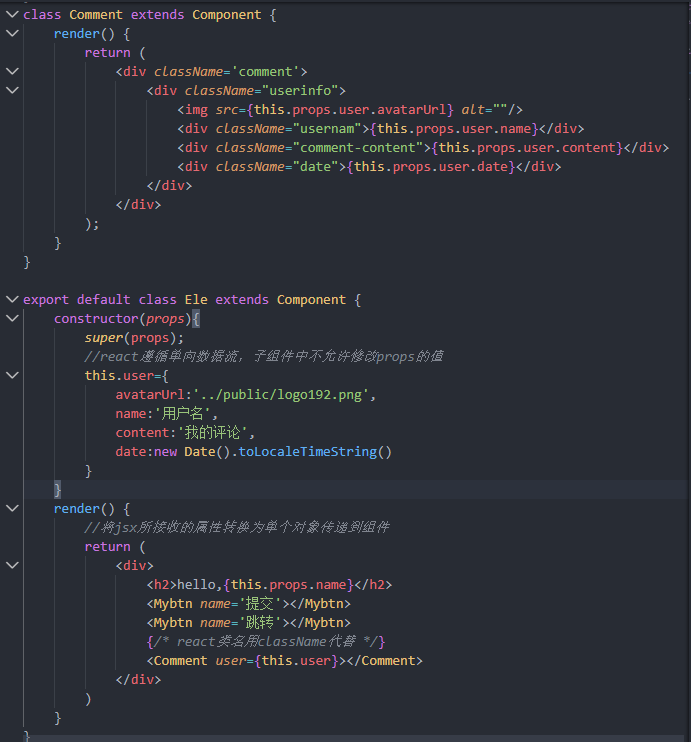 class Comment extends Component {
    render() {
        return (
            <div className='comment'>
                <div className="userinfo">
                    <img src={this.props.user.avatarUrl} alt=""/>
                    <div className="usernam">{this.props.user.name}</div>
                    <div className="comment-content">{this.props.user.content}</div>
                    <div className="date">{this.props.user.date}</div>
                </div>
            </div>
        );
    }
}

export default class Ele extends Component {
    constructor(props){
        super(props);
        //react遵循单向数据流，子组件中不允许修改props的值
        this.user={
            avatarUrl:'../public/logo192.png',
            name:'用户名',
            content:'我的评论',
            date:new Date().toLocaleTimeString()
        }
    }
    render() {
        //将jsx所接收的属性转换为单个对象传递到组件
        return (
            <div>
                <h2>hello,{this.props.name}</h2>
                <Mybtn name='提交'></Mybtn>
                <Mybtn name='跳转'></Mybtn>
                {/* react类名用className代替 */}
                <Comment user={this.user}></Comment>
            </div>
        )
    }
}